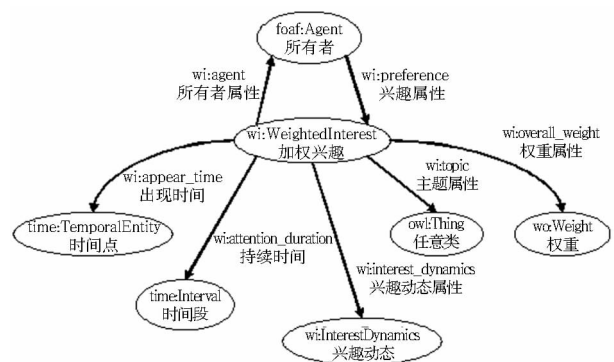 foaf:Agent
所有者
wi:agent
所有者属性
wi:preference
兴趣属性
wi:WeightedInterest
加权兴趣
wi:overall_weight
权重属性
wi:appear_time
出现时间
wi:topic
主题属性
time:TemporalEntity
时间点
wi:attention_duration
持续时间
owl:Thing
任意类
wo:Weight
权重
wi:interest_dynamics
兴趣动态属性
time:Interval
时间段
wi:InterestDynamics
兴趣动态